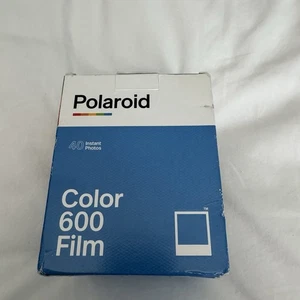 Polaroid
40 Instant
Photos
Color
600
Film